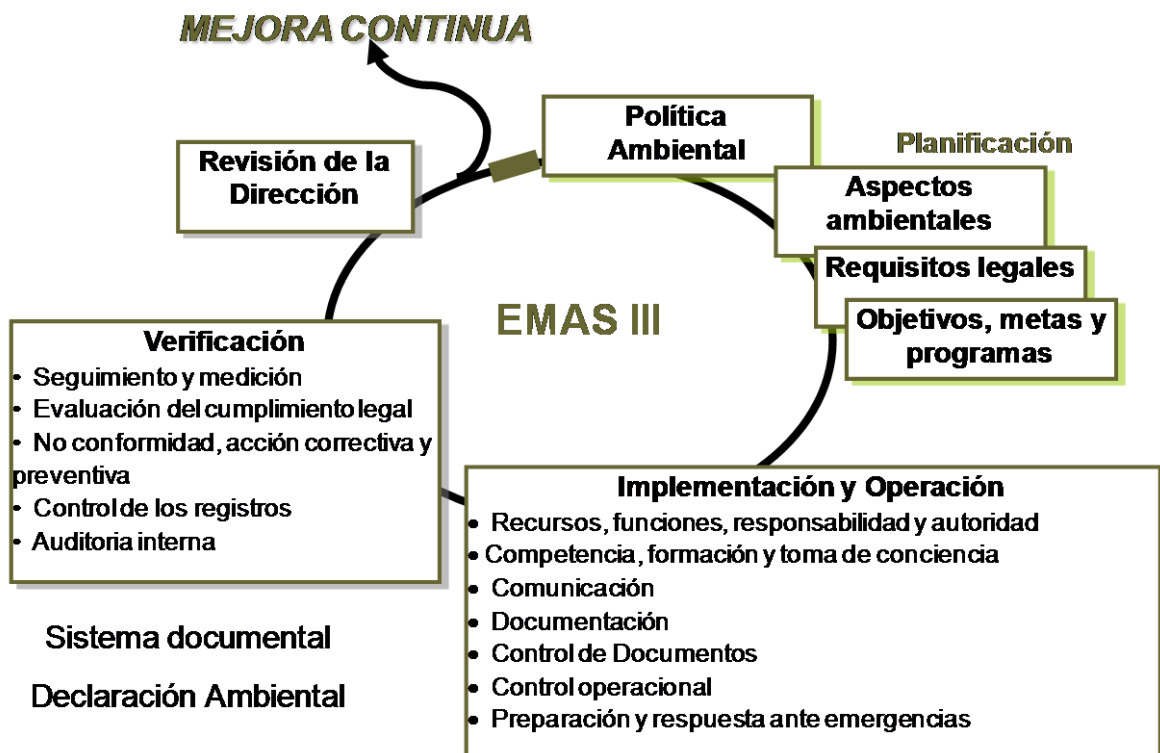 MEJORA CONTINUA
Política
Ambiental
Planificación
Revisión de la
Dirección
Aspectos
ambientales
Requisitos legales
Objetivos, metas y
programas
EMAS III
Verificación
• Seguimiento y medición
• Evaluación del cumplimiento legal
• No conformidad, acción correctiva y
preventiva
• Control de los registros
• Auditoria interna
Implementación y Operación
• Recursos, funciones, responsabilidad y autoridad
• Competencia, formación y toma de conciencia
• Comunicación
• Documentación
• Control de Documentos
• Control operacional
• Preparación y respuesta ante emergencias
Sistema documental
Declaración Ambiental